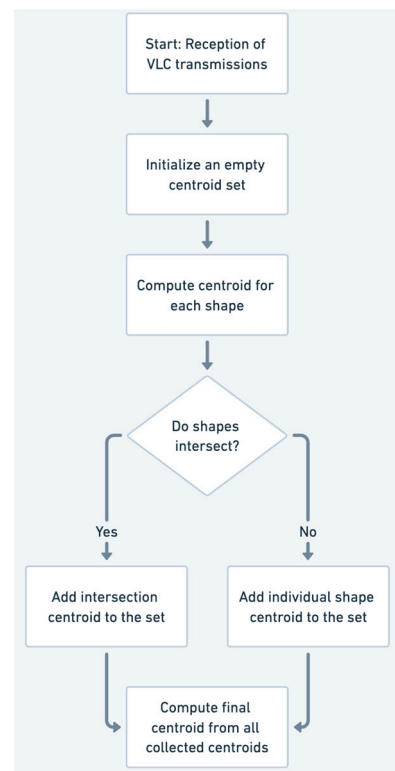 Start: Reception of
VLC transmissions
Initialize an empty
centroid set
Compute centroid for
each shape
Do shapes
intersect?
Yes
No
Add intersection
centroid to the set
Add individual shape
centroid to the set
Compute final
centroid from all
collected centroids